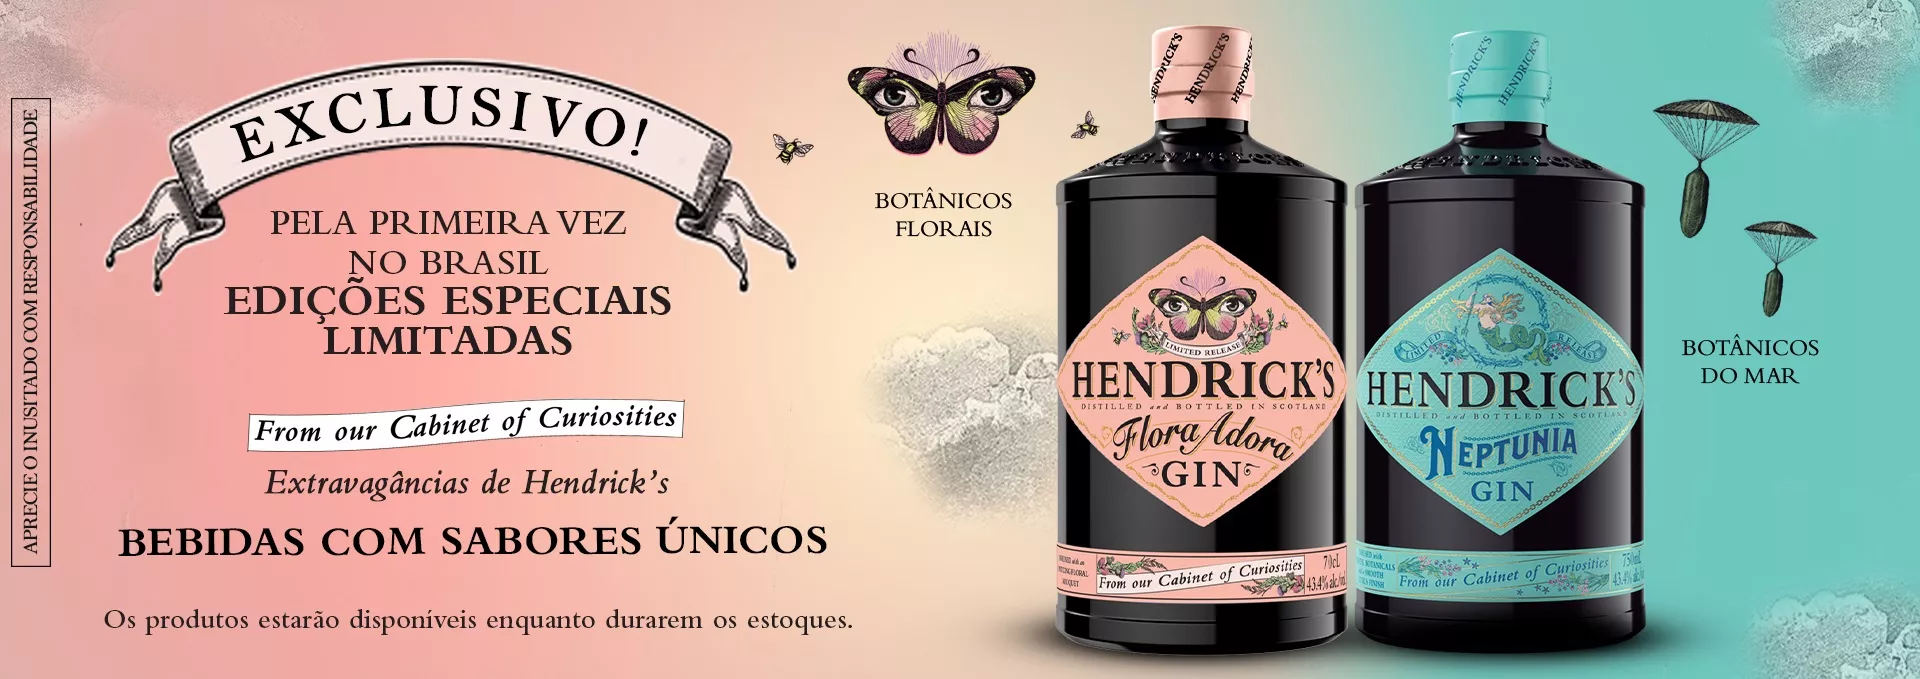 APRECIE O INUSITADO COM RESPONSABILIDADE
EXCLUSIVO!
PELA PRIMEIRA VEZ
NO BRASIL
EDIÇÕES ESPECIAIS
LIMITADAS
From our Cabinet of Curiosities
Extravagâncias de Hendrick's
BEBIDAS COM SABORES ÚNICOS
Os produtos estarão disponíveis enquanto durarem os estoques.
BOTÂNICOS
FLORAIS
HENDRICK'S
HENDRICK'S
HENDRICK'S
LIMITED RELEASE
HENDRICK'S
DISTILLED and BOTTLED IN SCOTLAND
Flora Adora
GIN
From our Cabinet of Curiosities
70cL
43.4% alc/vol
HENDRICK'S
HENDRICK'S
LIMITED RELEASE
HENDRICK'S
DISTILLED and BOTTLED IN SCOTLAND
NEPTUNIA
GIN
From our Cabinet of Curiosities
750mL
BOTÂNICOS
DO MAR